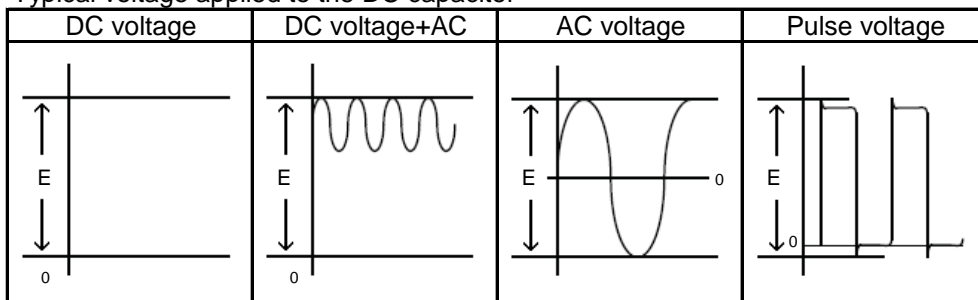 Typical voltage applied to the DC capacitor
DC voltage DC voltage+AC AC voltage Pulse voltage
E E E 0 E
0
0 0